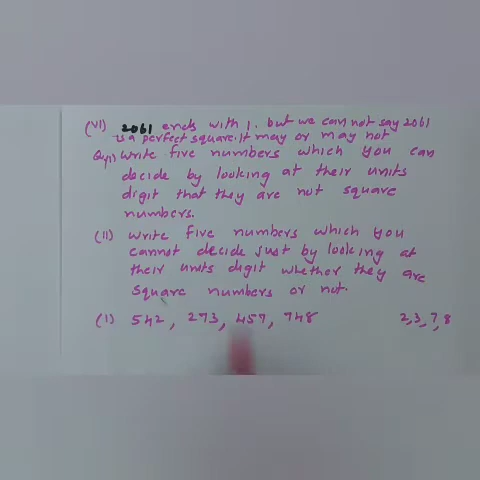 (VI) 2061 ends with 1. but we can not say 2061
is a perfect square. It may or may not
Qy1) Write five numbers which you can
decide by looking at their units
digit that they are not square
numbers.
(II) Write five numbers which you
cannot decide just by looking at
their units digit whether they are
square numbers or not.
(1) 542, 273, 457, 748 2,3,7,8